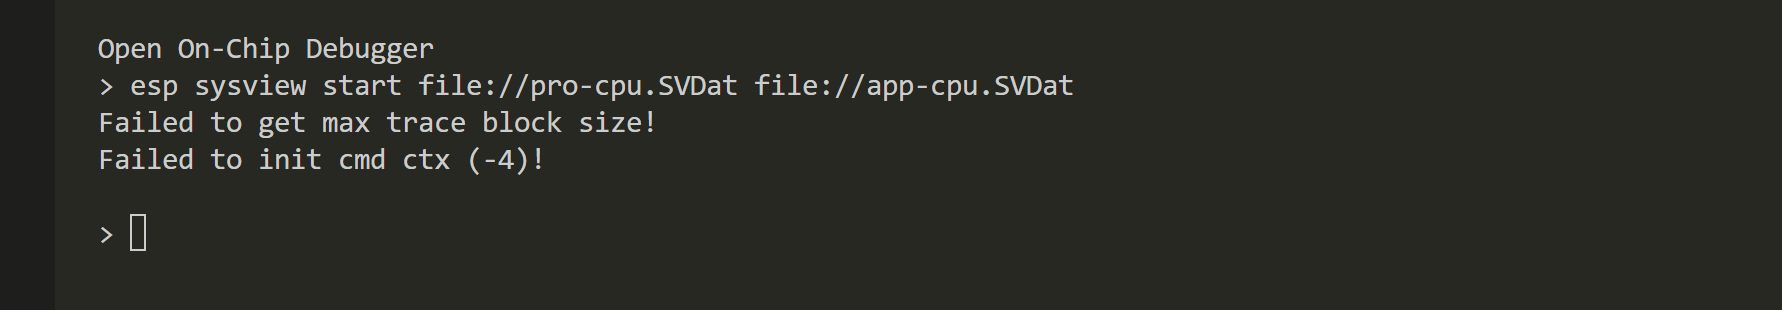 Open On-Chip Debugger
> esp sysview start file://pro-cpu.SVDat file://app-cpu.SVDat
Failed to get max trace block size!
Failed to init cmd ctx (-4)!
>